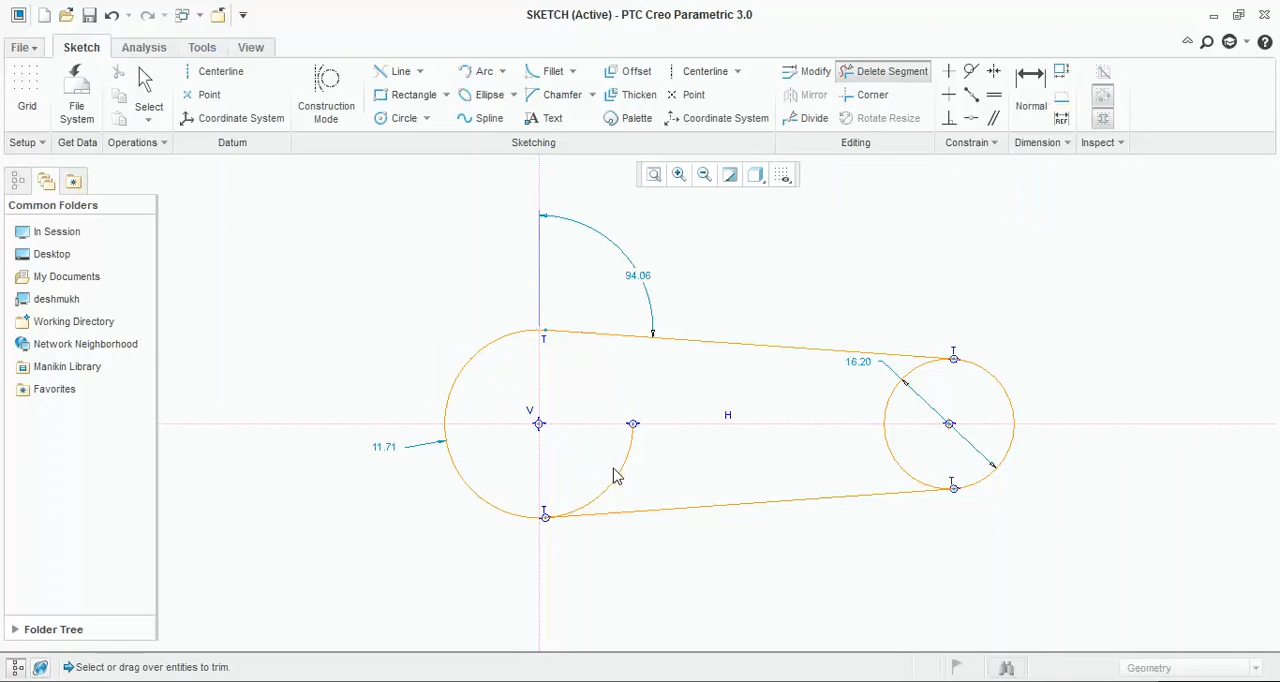 SKETCH (Active) - PTC Creo Parametric 3.0
File Sketch Analysis Tools View
Grid
File System
Select
Centerline
Point
Coordinate System
Construction Mode
Line Arc Fillet Offset Centerline
Rectangle Ellipse Chamfer Thicken Point
Circle Spline Text Palette Coordinate System
Modify Delete Segment
Mirror Corner
Divide Rotate Resize
Normal
REF
Setup Get Data Operations Datum Sketching Editing Constrain Dimension Inspect
Common Folders
In Session
Desktop
My Documents
deshmukh
Working Directory
Network Neighborhood
Manikin Library
Favorites
Folder Tree
94.06
T
T
16.20
V
H
11.71
T
T
Select or drag over entities to trim.
Geometry